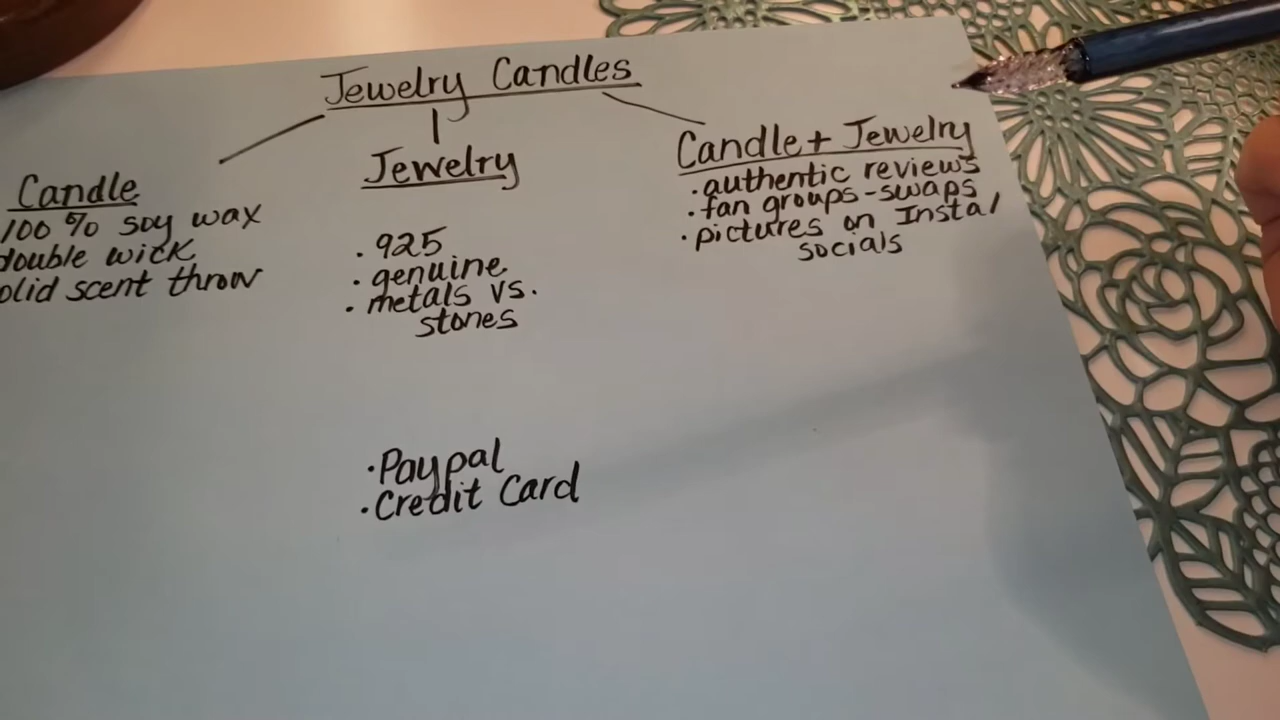 Jewelry Candles
Candle
100% soy wax
double wick
olid scent throw
Jewelry
. 925
. genuine
. metals vs.
stones
Candle + Jewelry
. authentic reviews
. fan groups - swaps
. pictures on Insta/
socials
. Paypal
. Credit Card